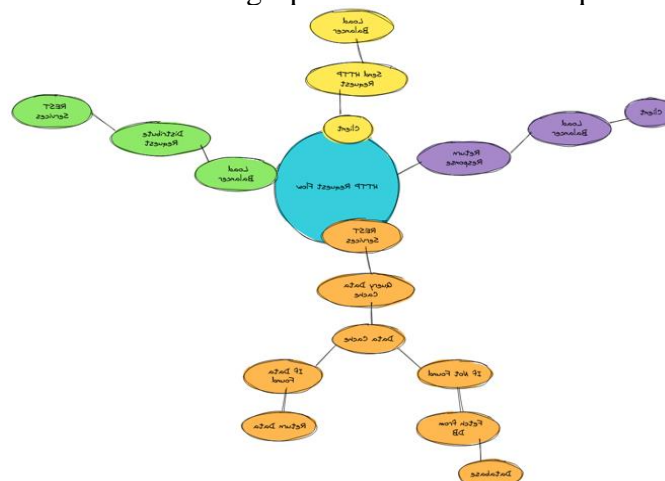 Load
Balancer
Send HTTP
Request
Client
REST
Services
Distribute
Request
Load
Balancer
HTTP Request Flow
Return
Response
Load
Balancer
Client
REST
Services
Query Data
Cache
Data Cache
If Data
Found
Return Data
If Not Found
Fetch from
DB
Database